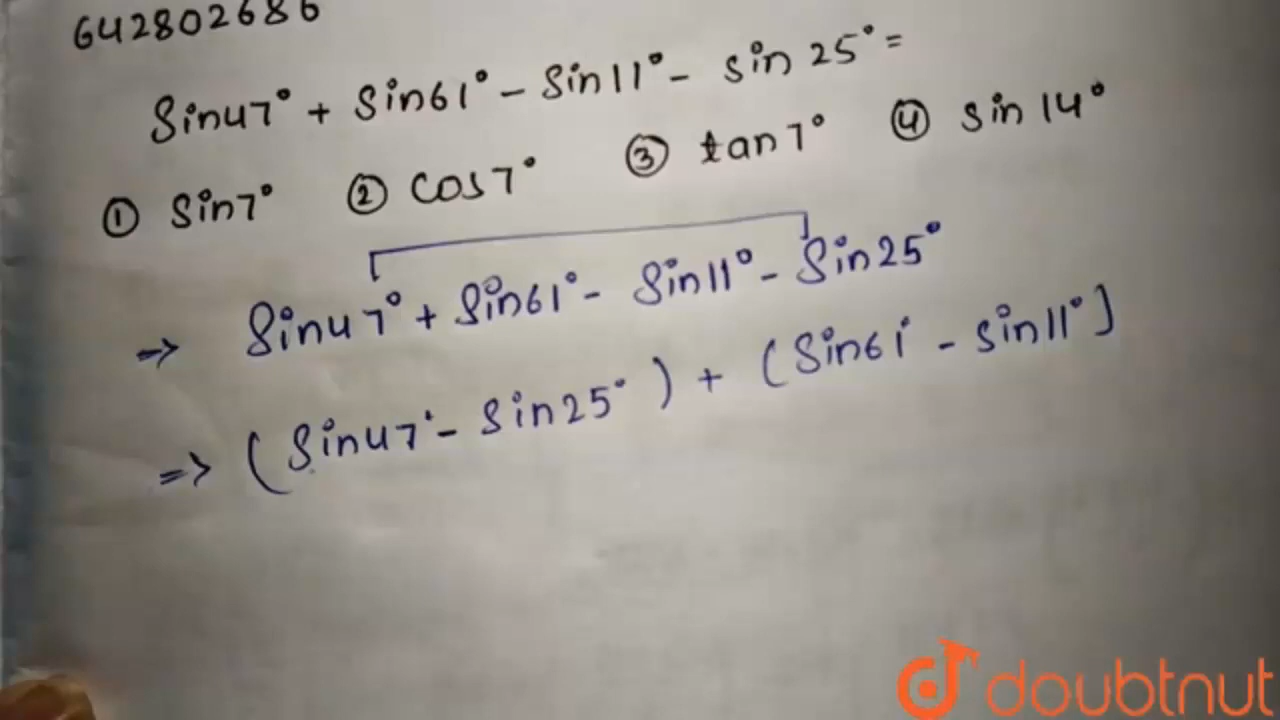 642802686
Sin47° + Sin61° - Sin11° - Sin 25° =
① Sin7° ② Cos7° ③ tan7° ④ Sin 14°
⇒ Sin47° + Sin61° - Sin11° - Sin25°
⇒ (Sin47° - Sin25°) + (Sin61° - Sin11°]
doubtnut